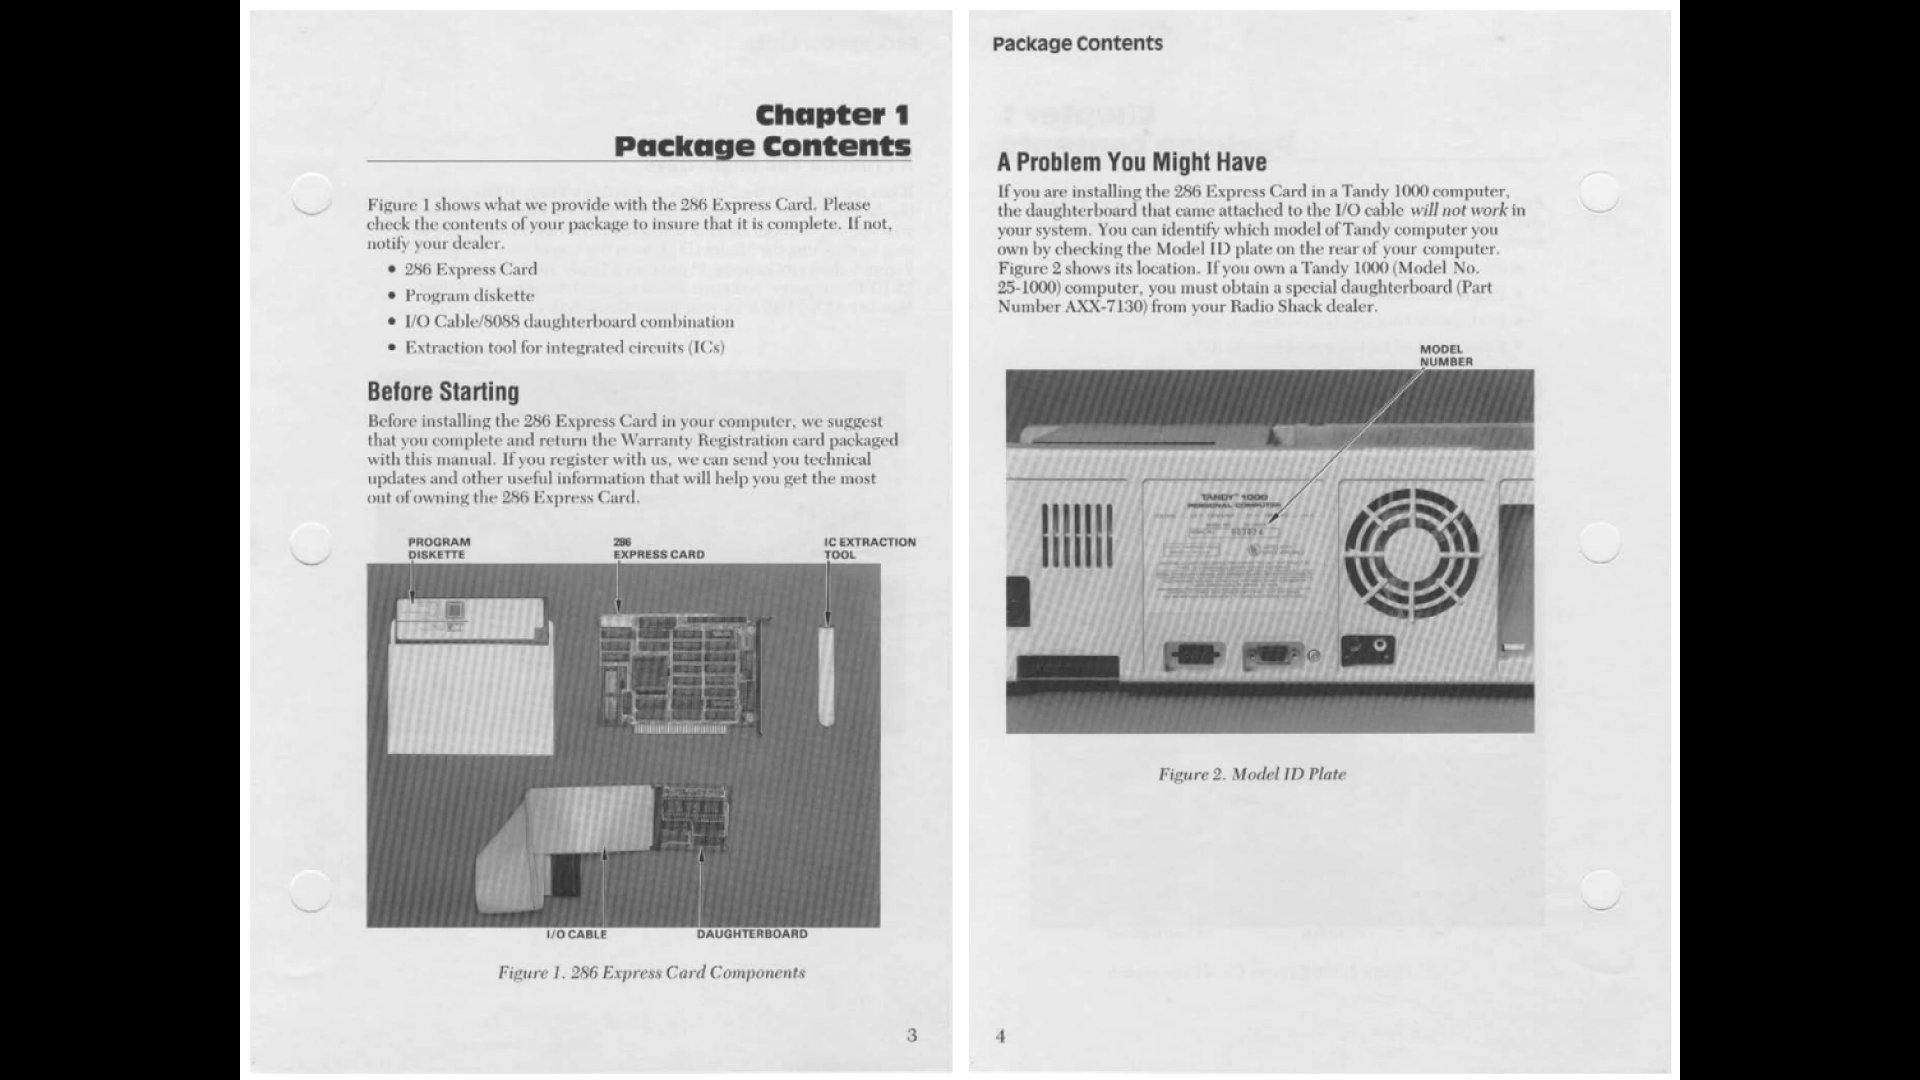 Chapter 1
Package Contents
Figure 1 shows what we provide with the 286 Express Card. Please
check the contents of your package to insure that it is complete. If not,
notify your dealer.
• 286 Express Card
• Program diskette
• I/O Cable/8088 daughterboard combination
• Extraction tool for integrated circuits (ICs)
Before Starting
Before installing the 286 Express Card in your computer, we suggest
that you complete and return the Warranty Registration card packaged
with this manual. If you register with us, we can send you technical
updates and other useful information that will help you get the most
out of owning the 286 Express Card.
PROGRAM
DISKETTE
286
EXPRESS CARD
IC EXTRACTION
TOOL
I/O CABLE
DAUGHTERBOARD
Figure 1. 286 Express Card Components
3
Package Contents
A Problem You Might Have
If you are installing the 286 Express Card in a Tandy 1000 computer,
the daughterboard that came attached to the I/O cable will not work in
your system. You can identify which model of Tandy computer you
own by checking the Model ID plate on the rear of your computer.
Figure 2 shows its location. If you own a Tandy 1000 (Model No.
25-1000) computer, you must obtain a special daughterboard (Part
Number AXX-7130) from your Radio Shack dealer.
MODEL
NUMBER
TANDY 1000
PERSONAL COMPUTER
Figure 2. Model ID Plate
4